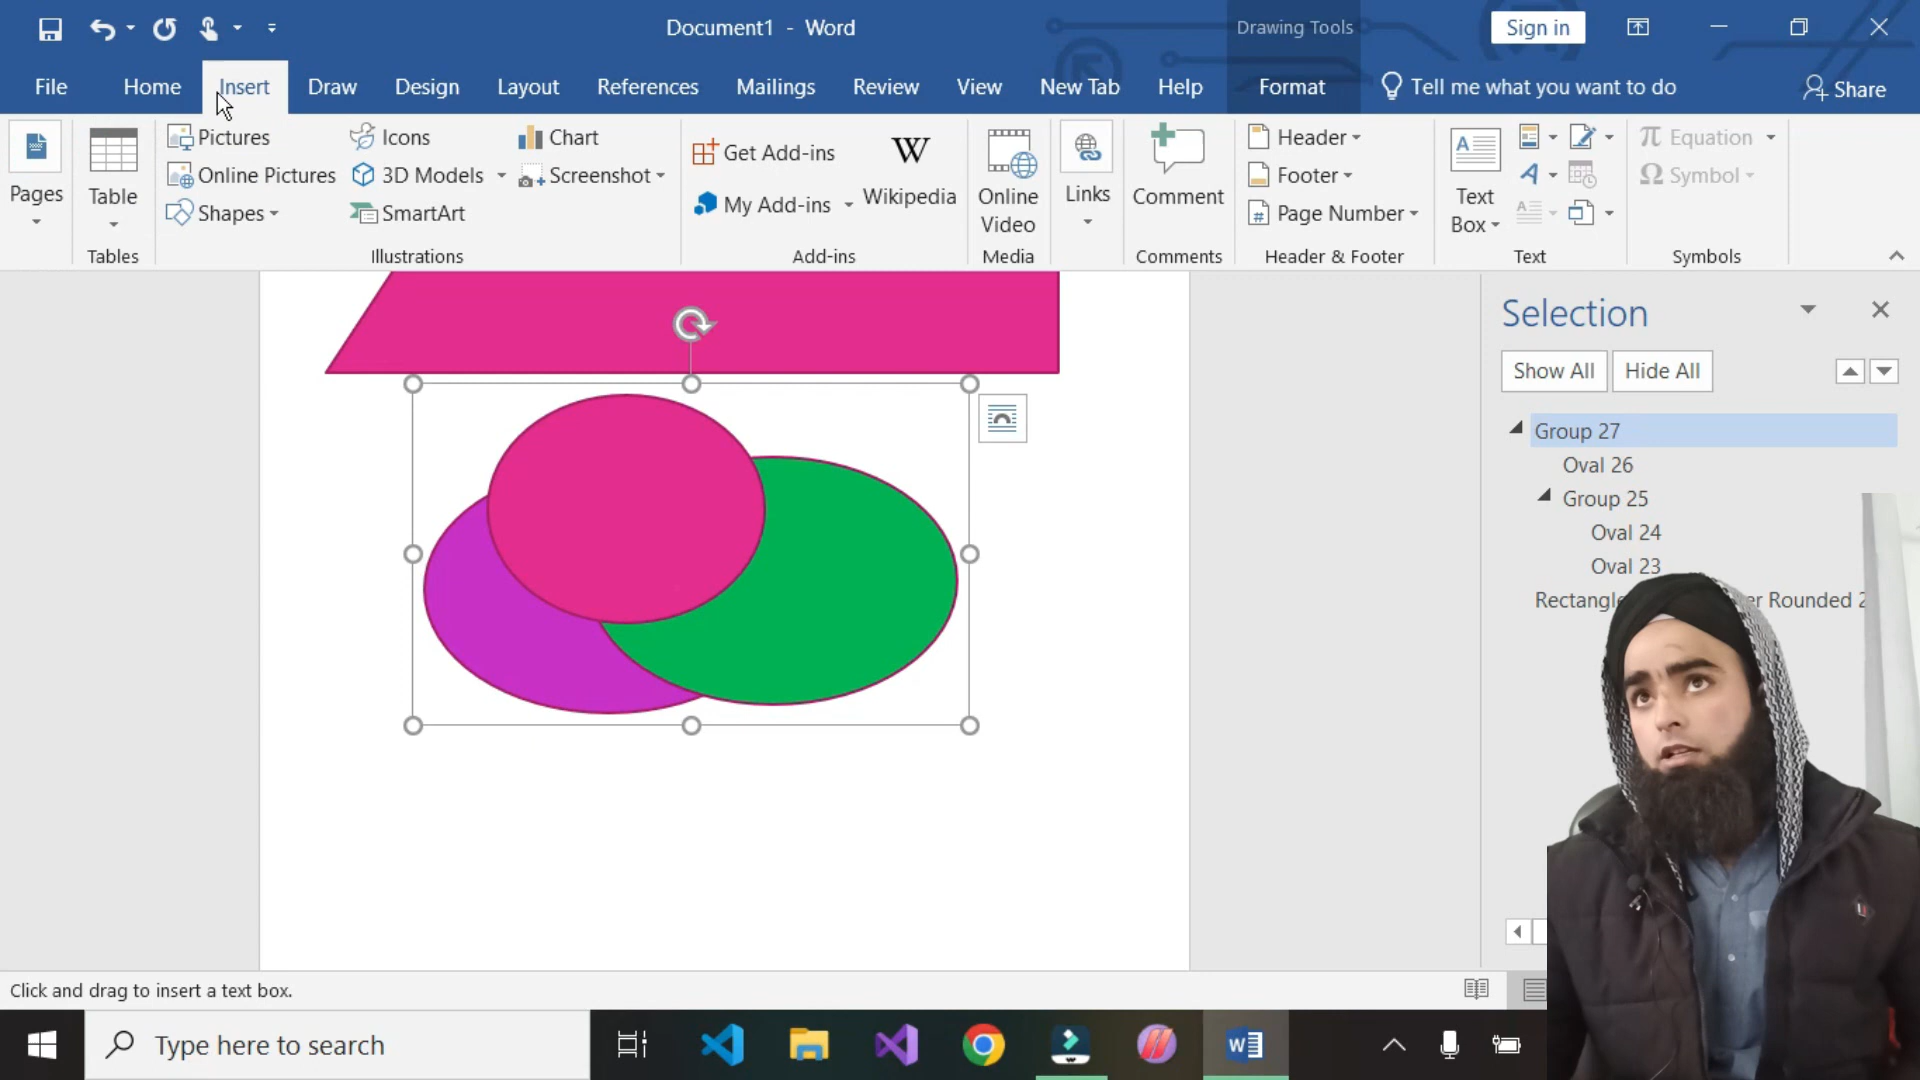 Document1 - Word
Drawing Tools
Sign in
File
Home
Insert
Draw
Design
Layout
References
Mailings
Review
View
New Tab
Help
Format
Tell me what you want to do
Share
Pages
Table
Tables
Pictures
Online Pictures
Shapes
Icons
3D Models
SmartArt
Chart
Screenshot
Illustrations
Get Add-ins
My Add-ins
W
Wikipedia
Add-ins
Online
Video
Media
Links
Comment
Comments
Header
Footer
Page Number
Header & Footer
Text
Box
Text
Equation
Symbol
Symbols
Selection
Show All
Hide All
Group 27
Oval 26
Group 25
Oval 24
Oval 23
er Rounded 2
Click and drag to insert a text box.
Type here to search